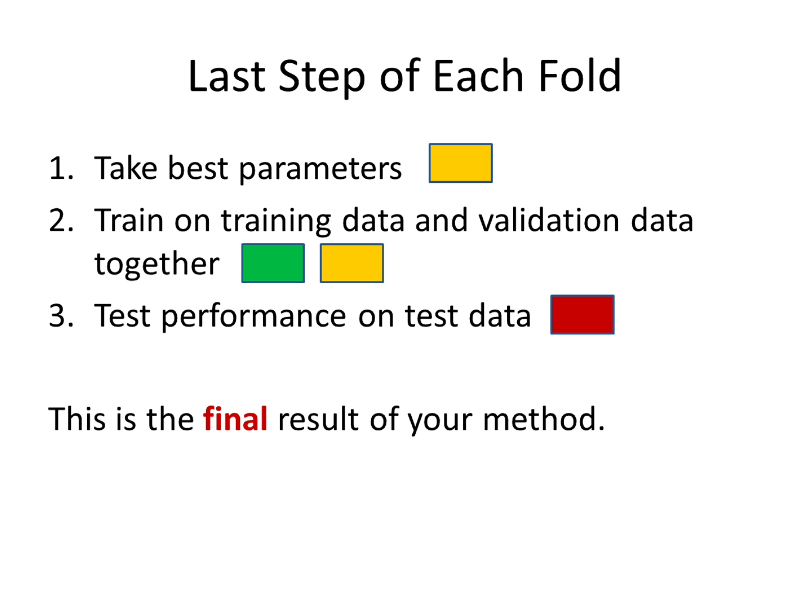 Last Step of Each Fold
1. Take best parameters
2. Train on training data and validation data
together
3. Test performance on test data
This is the final result of your method.